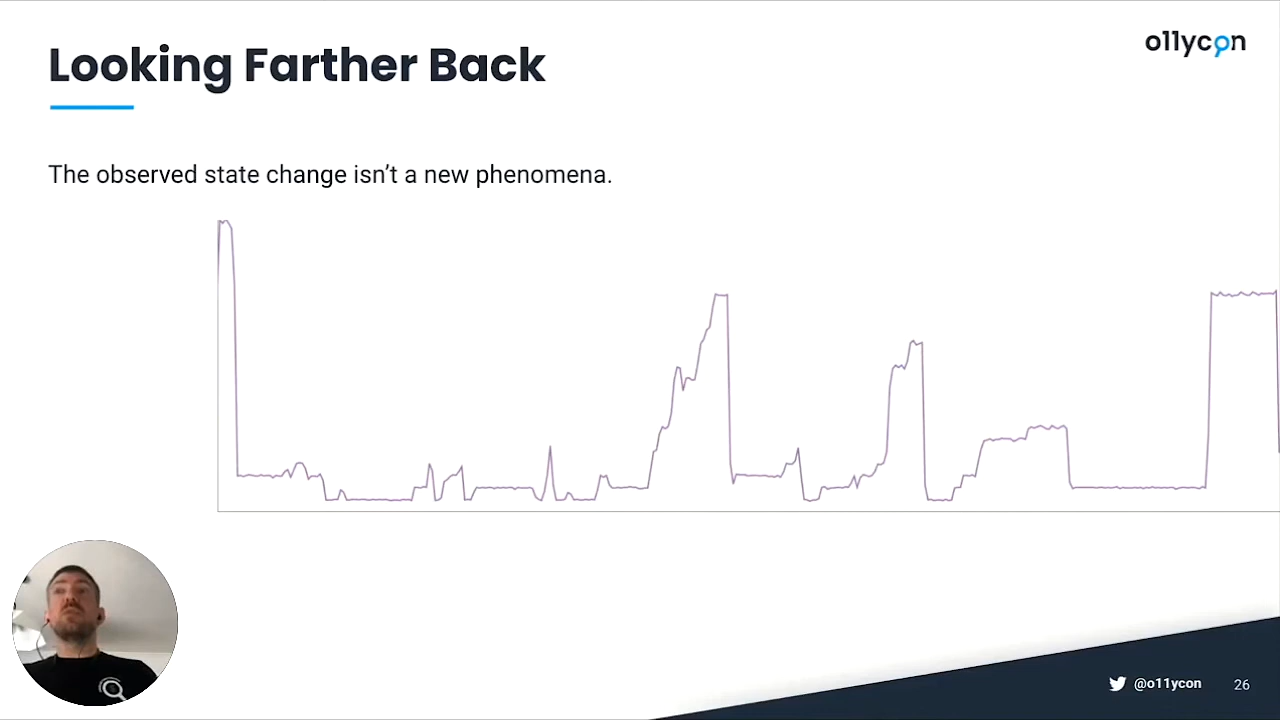 Looking Farther Back
o11ycon
The observed state change isn't a new phenomena.
@o11ycon
26